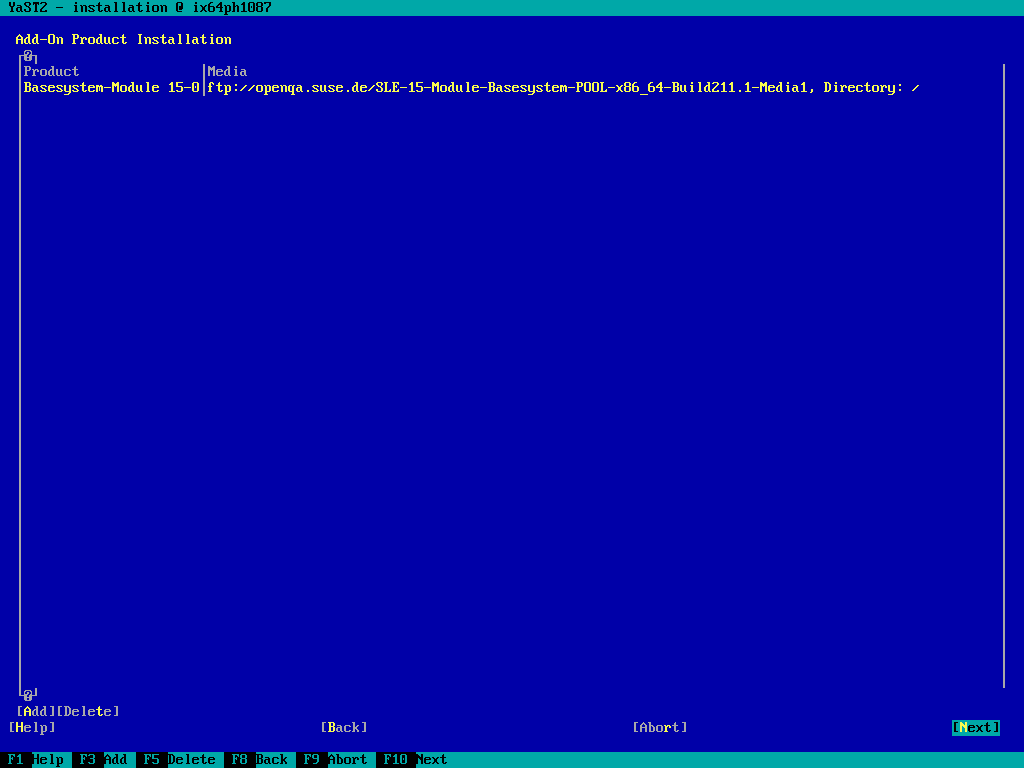 YaST2 - installation @ ix64ph1087
Add-On Product Installation
Product Media
Basesystem-Module 15-0 ftp://openqa.suse.de/SLE-15-Module-Basesystem-POOL-x86_64-Build211.1-Media1, Directory: /
[Add][Delete]
[Help] [Back] [Abort] [Next]
F1 Help F3 Add F5 Delete F8 Back F9 Abort F10 Next